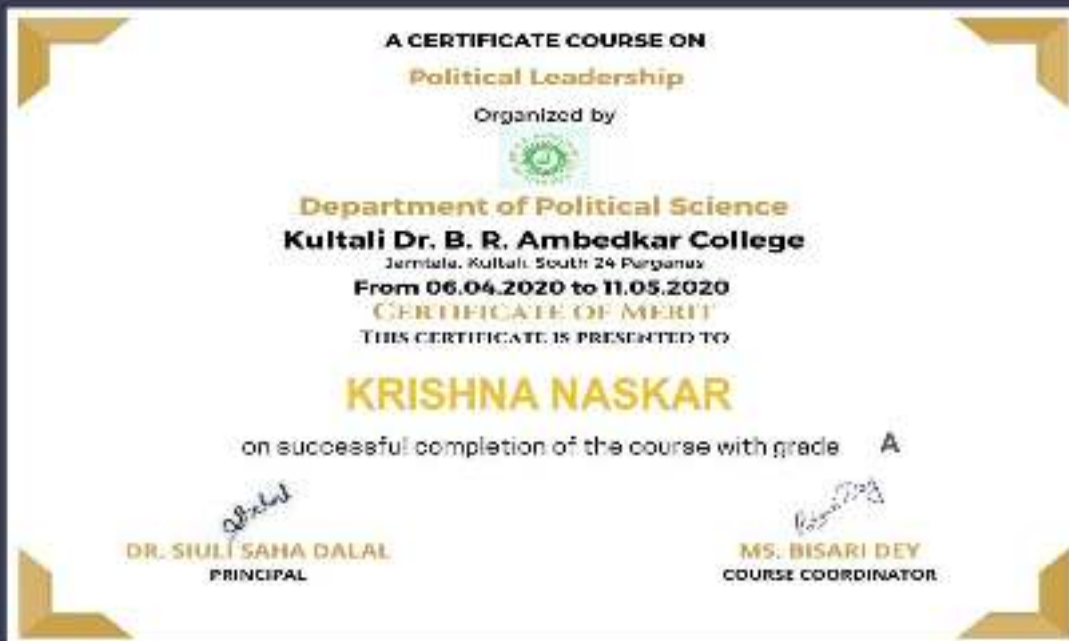 A CERTIFICATE COURSE ON
Political Leadership
Organized by
Department of Political Science
Kultali Dr. B. R. Ambedkar College
Jamtala, Kultali, South 24 Parganas
From 06.04.2020 to 11.05.2020
CERTIFICATE OF MERIT
THIS CERTIFICATE IS PRESENTED TO
KRISHNA NASKAR
on successful completion of the course with grade A
DR. SIULI SAHA DALAL
PRINCIPAL
MS. BISARI DEY
COURSE COORDINATOR